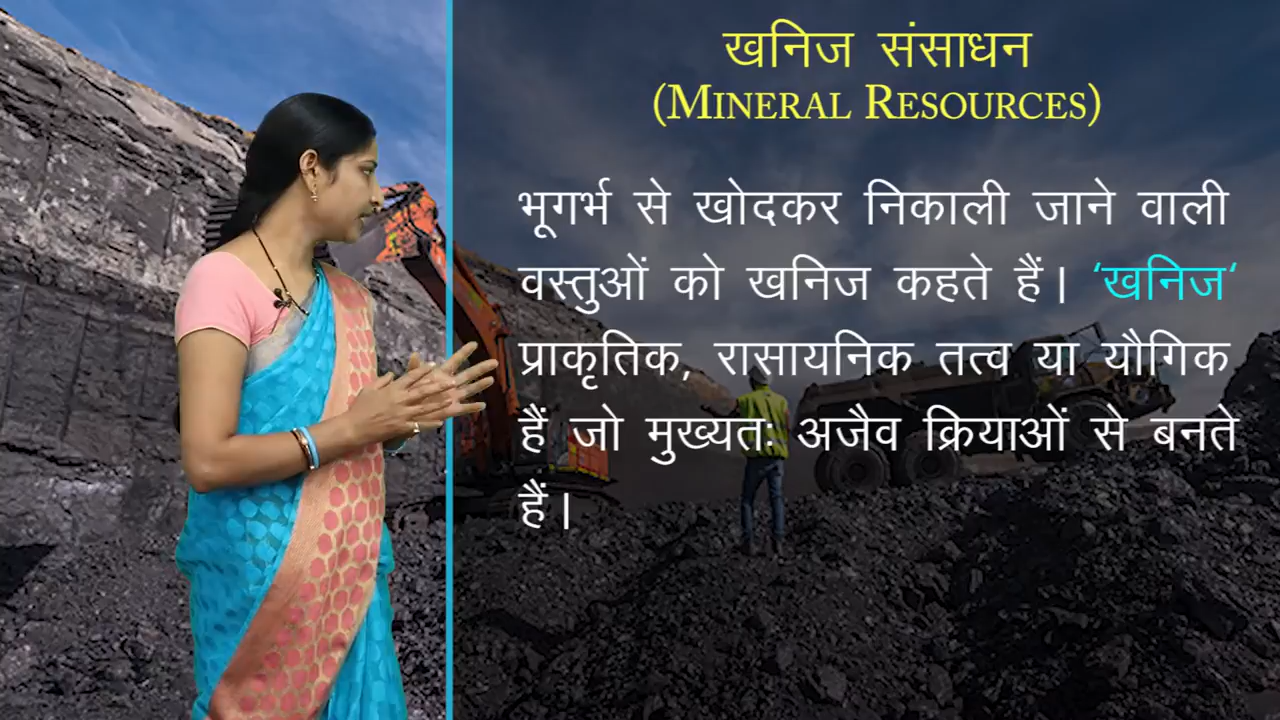 खनिज संसाधन
(MINERAL RESOURCES)
भूगर्भ से खोदकर निकाली जाने वाली
वस्तुओं को खनिज कहते हैं। ‘खनिज‘
प्राकृतिक, रासायनिक तत्व या यौगिक
हैं जो मुख्यतः अजैव क्रियाओं से बनते
हैं।